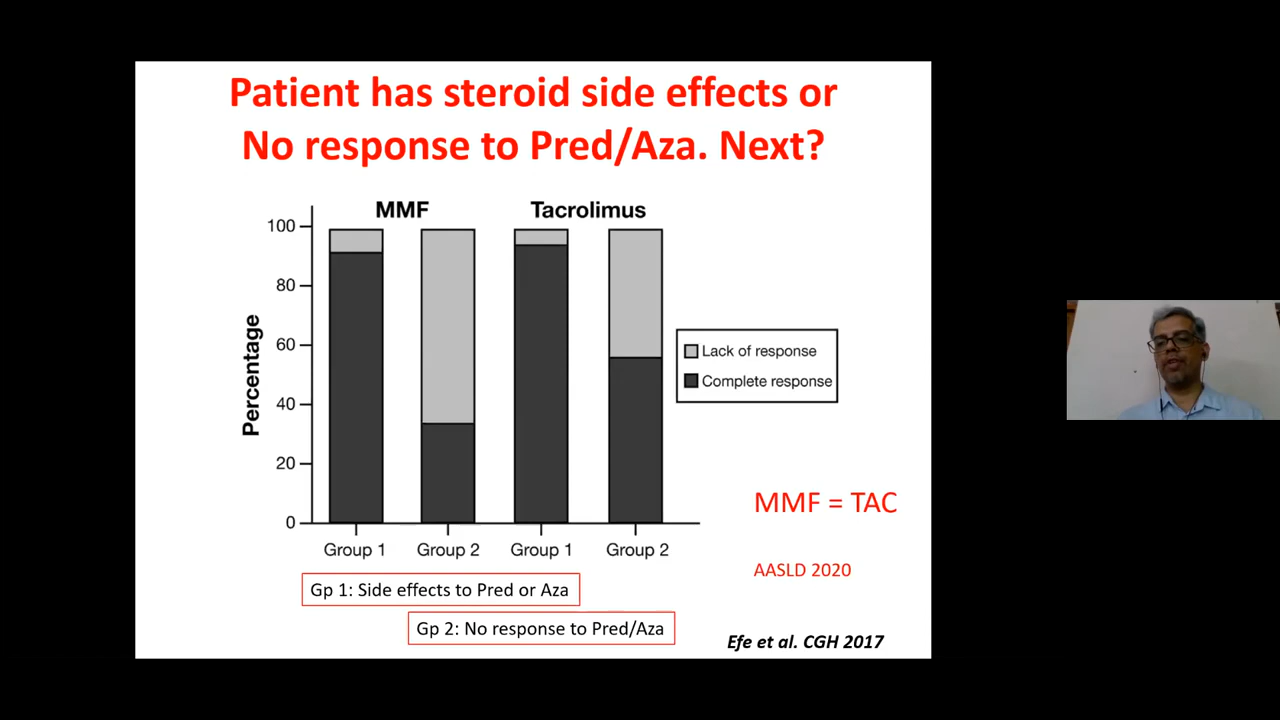 Patient has steroid side effects or
No response to Pred/Aza. Next?
MMF
Tacrolimus
100
80
60
40
20
0
Percentage
Lack of response
Complete response
Group 1
Group 2
Group 1
Group 2
Gp 1: Side effects to Pred or Aza
Gp 2: No response to Pred/Aza
MMF = TAC
AASLD 2020
Efe et al. CGH 2017